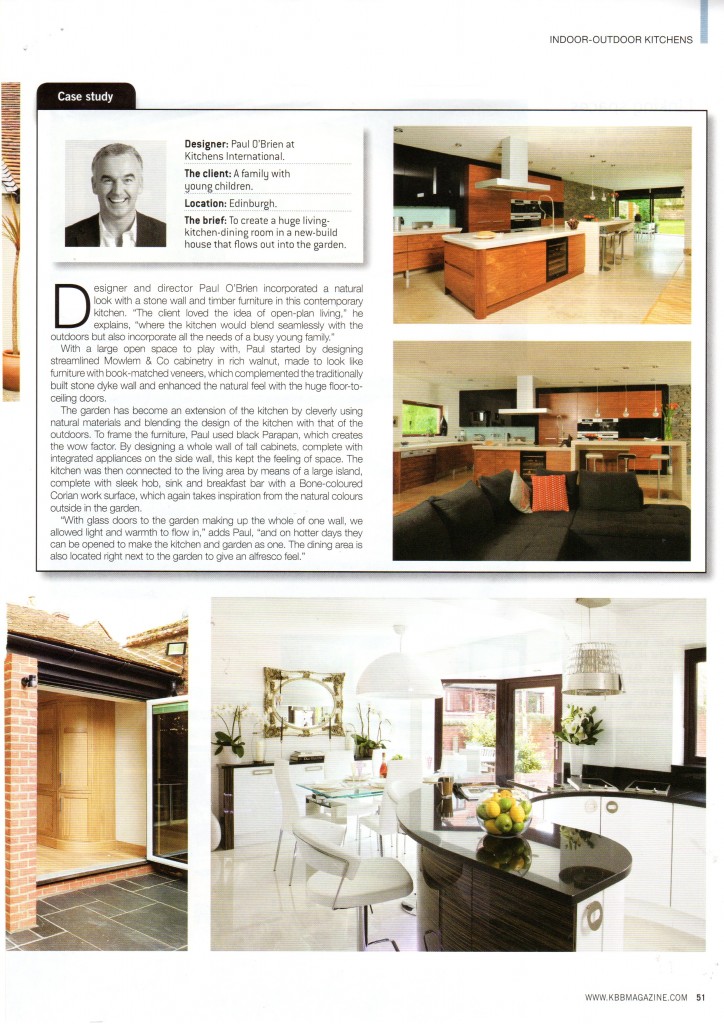 INDOOR-OUTDOOR KITCHENS
Case study
Designer: Paul O'Brien at
Kitchens International.
The client: A family with
young children.
Location: Edinburgh.
The brief: To create a huge living-
kitchen-dining room in a new-build
house that flows out into the garden.
Designer and director Paul O'Brien incorporated a natural
look with a stone wall and timber furniture in this contemporary
kitchen. "The client loved the idea of open-plan living," he
explains, "where the kitchen would blend seamlessly with the
outdoors but also incorporate all the needs of a busy young family."
With a large open space to play with, Paul started by designing
streamlined Mowlem & Co cabinetry in rich walnut, made to look like
furniture with book-matched veneers, which complemented the traditionally
built stone dyke wall and enhanced the natural feel with the huge floor-to-
ceiling doors.
The garden has become an extension of the kitchen by cleverly using
natural materials and blending the design of the kitchen with that of the
outdoors. To frame the furniture, Paul used black Parapan, which creates
the wow factor. By designing a whole wall of tall cabinets, complete with
integrated appliances on the side wall, this kept the feeling of space. The
kitchen was then connected to the living area by means of a large island,
complete with sleek hob, sink and breakfast bar with a Bone-coloured
Corian work surface, which again takes inspiration from the natural colours
outside in the garden.
"With glass doors to the garden making up the whole of one wall, we
allowed light and warmth to flow in," adds Paul, "and on hotter days they
can be opened to make the kitchen and garden as one. The dining area is
also located right next to the garden to give an alfresco feel."
WWW.KBBMAGAZINE.COM 51